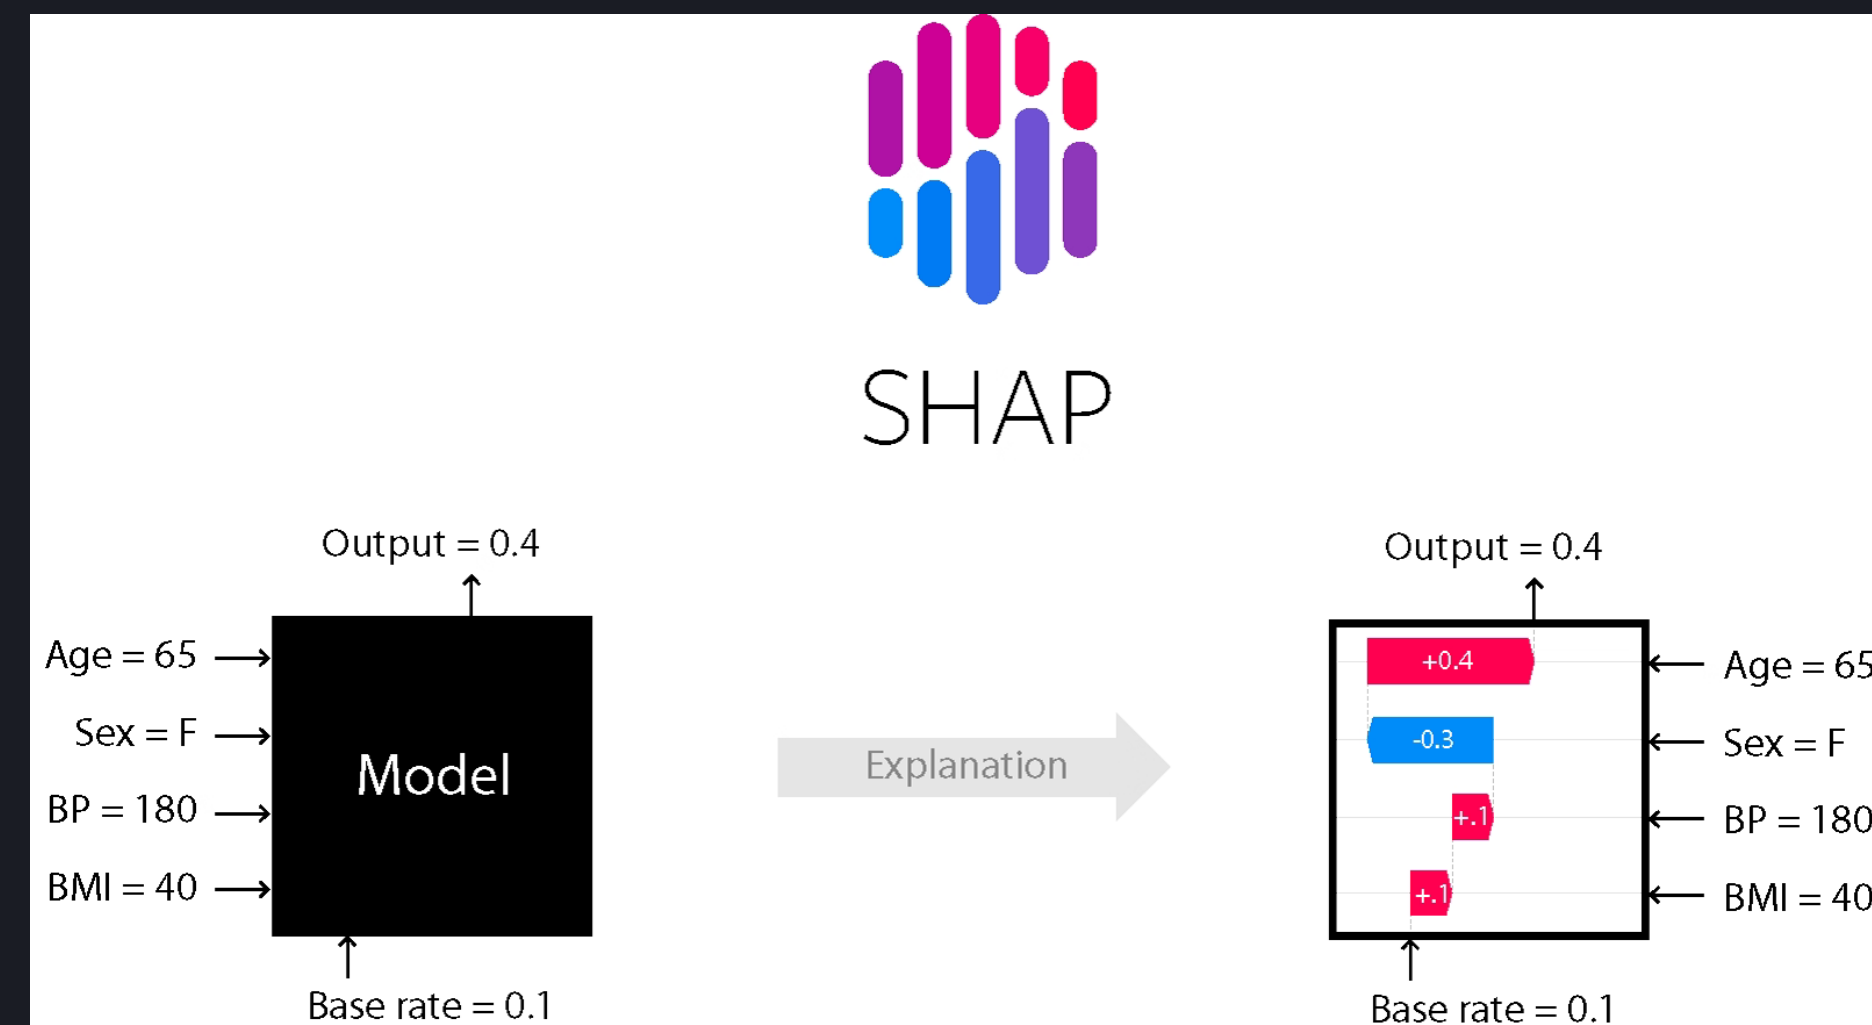 SHAP
Output = 0.4
Age = 65
Sex = F
BP = 180
BMI = 40
Model
Base rate = 0.1
Explanation
Output = 0.4
+0.4
-0.3
+.1
+.1
Age = 65
Sex = F
BP = 180
BMI = 40
Base rate = 0.1